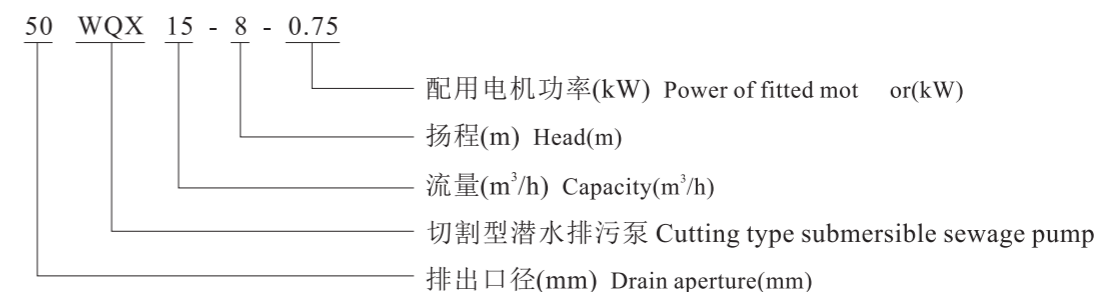 50 WQX 15 - 8 - 0.75
配用电机功率(kW) Power of fitted mot or(kW)
扬程(m) Head(m)
流量(m³/h) Capacity(m³/h)
切割型潜水排污泵 Cutting type submersible sewage pump
排出口径(mm) Drain aperture(mm)